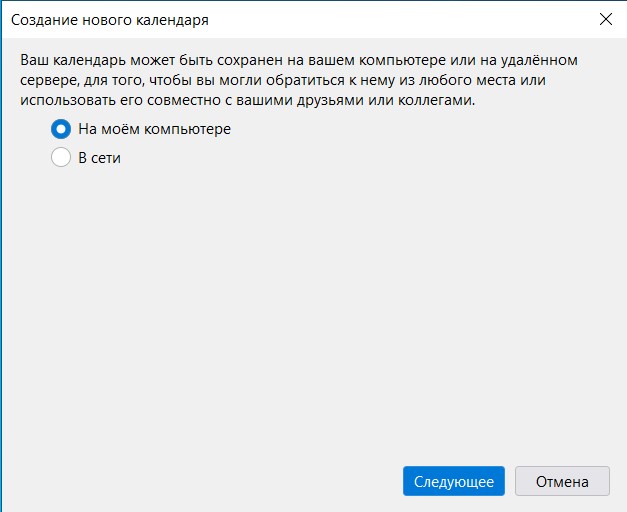 Создание нового календаря
Ваш календарь может быть сохранен на вашем компьютере или на удалённом
сервере, для того, чтобы вы могли обратиться к нему из любого места или
использовать его совместно с вашими друзьями или коллегами.
На моём компьютере
В сети
Следующее
Отмена